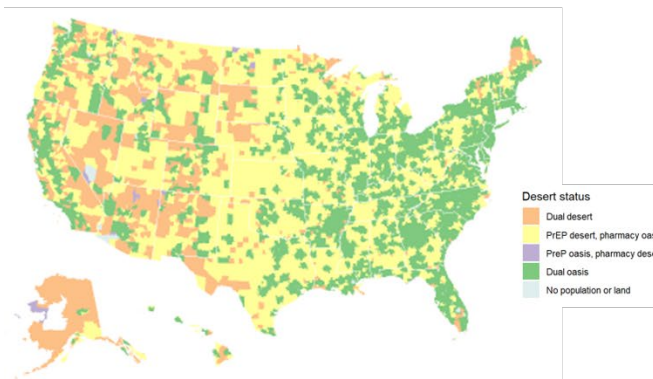 Desert status
Dual desert
PrEP desert, pharmacy oas
PreP oasis, pharmacy dese
Dual oasis
No population or land